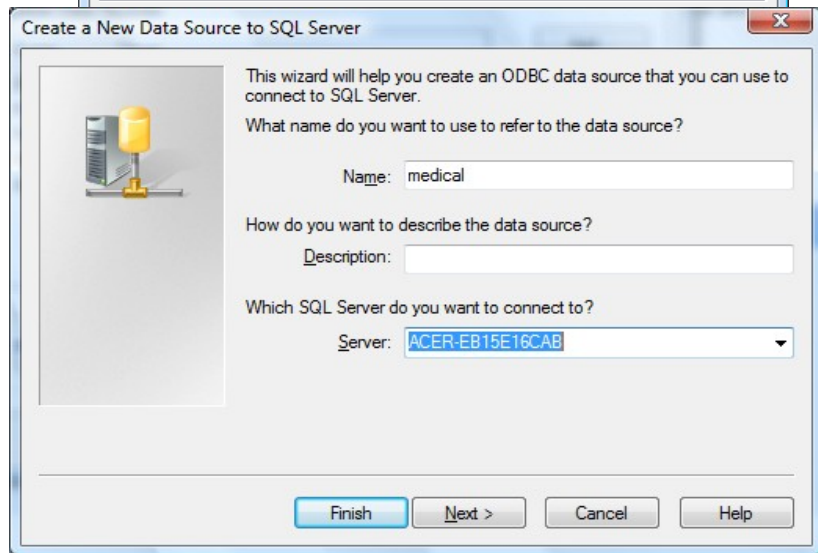 Create a New Data Source to SQL Server
This wizard will help you create an ODBC data source that you can use to
connect to SQL Server.
What name do you want to use to refer to the data source?
Name: medical
How do you want to describe the data source?
Description:
Which SQL Server do you want to connect to?
Server: ACER-EB15E16CAB
Finish Next > Cancel Help